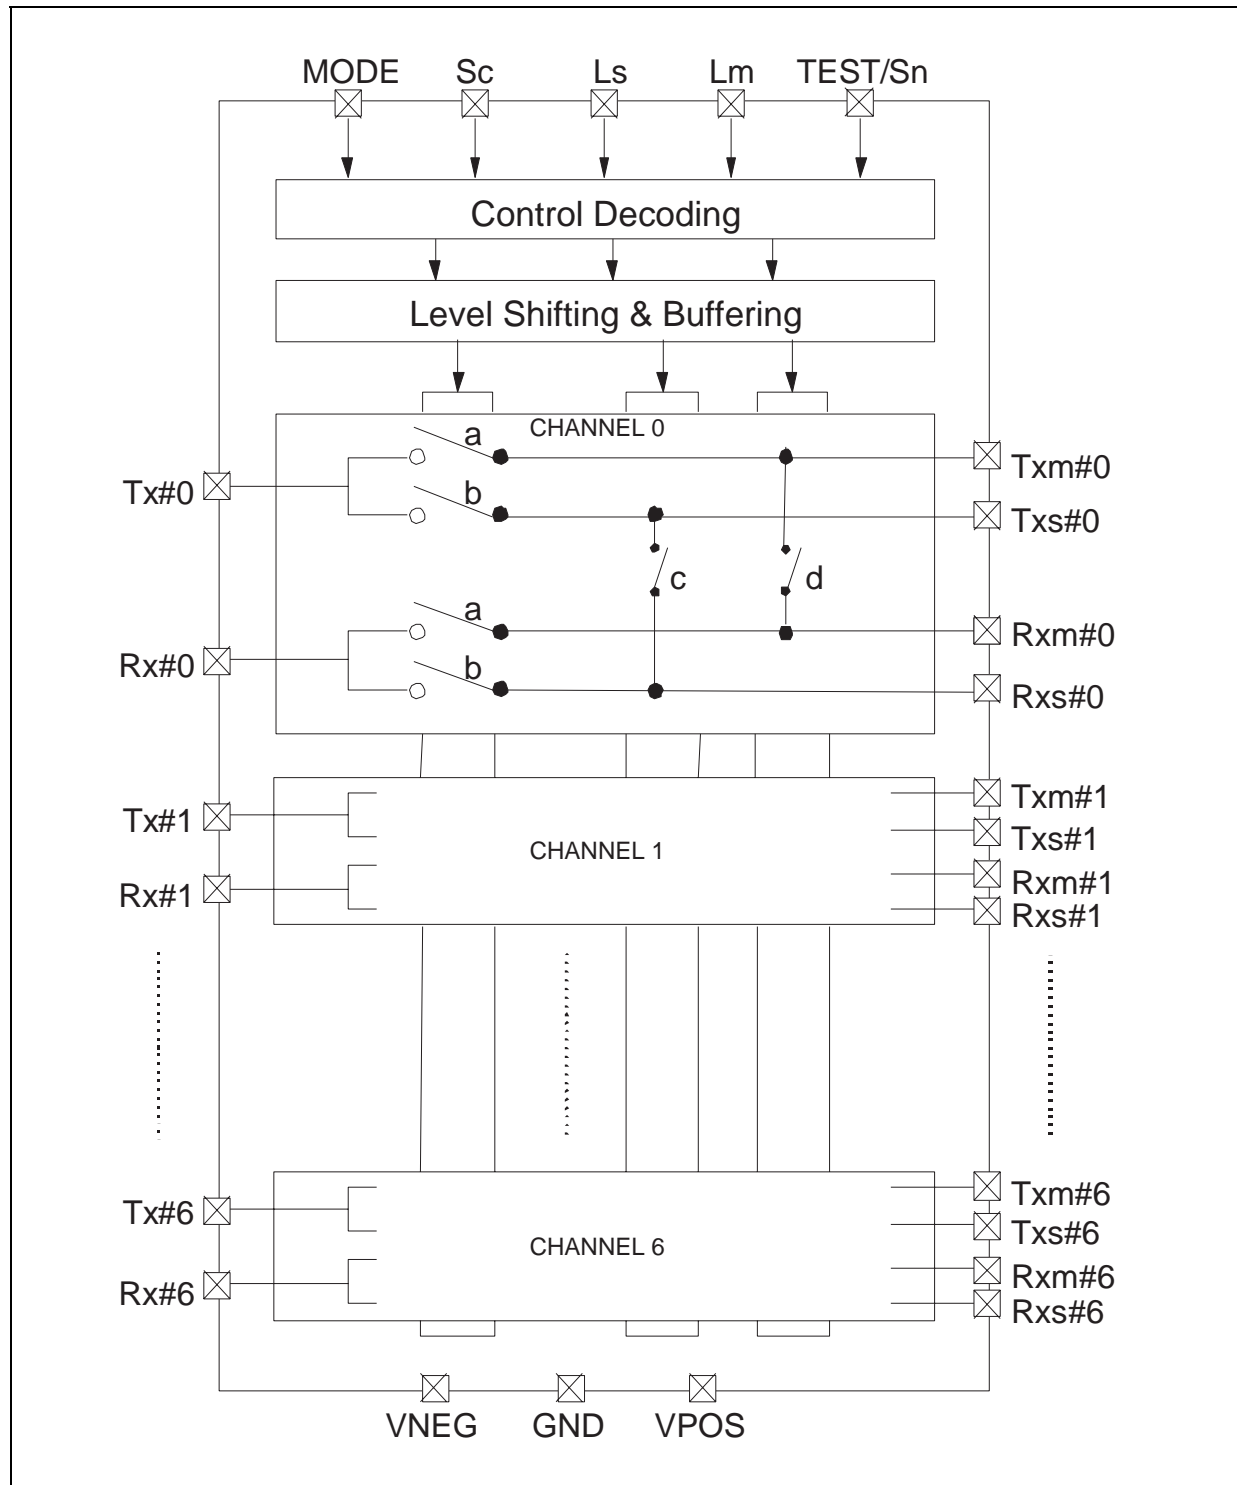 MODE Sc Ls Lm TEST/Sn
Control Decoding
Level Shifting & Buffering
CHANNEL 0
a
Tx#0
Txm#0
b
Txs#0
c
d
a
Rx#0
Rxm#0
b
Rxs#0
Tx#1
Rx#1
CHANNEL 1
Txm#1
Txs#1
Rxm#1
Rxs#1
Tx#6
Rx#6
CHANNEL 6
Txm#6
Txs#6
Rxm#6
Rxs#6
VNEG GND VPOS